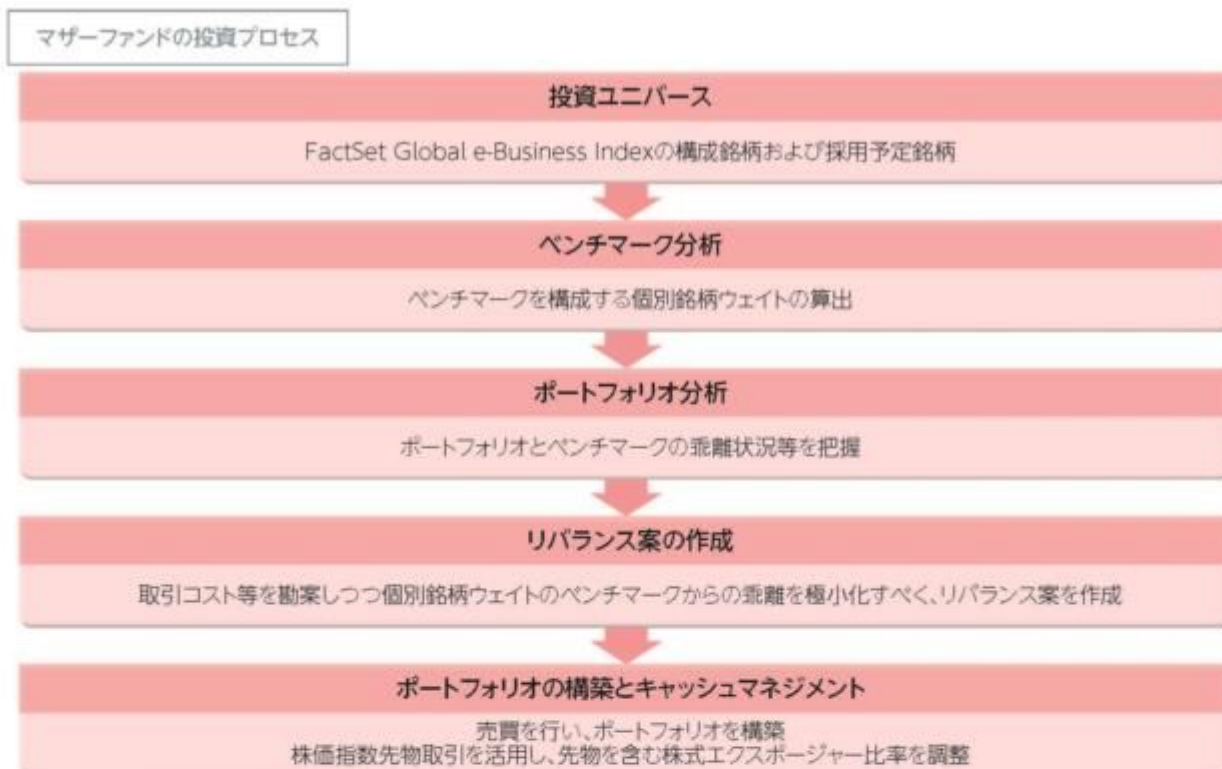 マザーファンドの投資プロセス
投資ユニバース
FactSet Global e-Business Indexの構成銘柄および採用予定銘柄
ベンチマーク分析
ベンチマークを構成する個別銘柄ウェイトの算出
ポートフォリオ分析
ポートフォリオとベンチマークの乖離状況等を把握
リバランス案の作成
取引コスト等を勘案しつつ個別銘柄ウェイトのベンチマークからの乖離を極小化すべく、リバランス案を作成
ポートフォリオの構築とキャッシュマネジメント
売買を行い、ポートフォリオを構築
株価指数先物取引を活用し、先物を含む株式エクスポージャー比率を調整